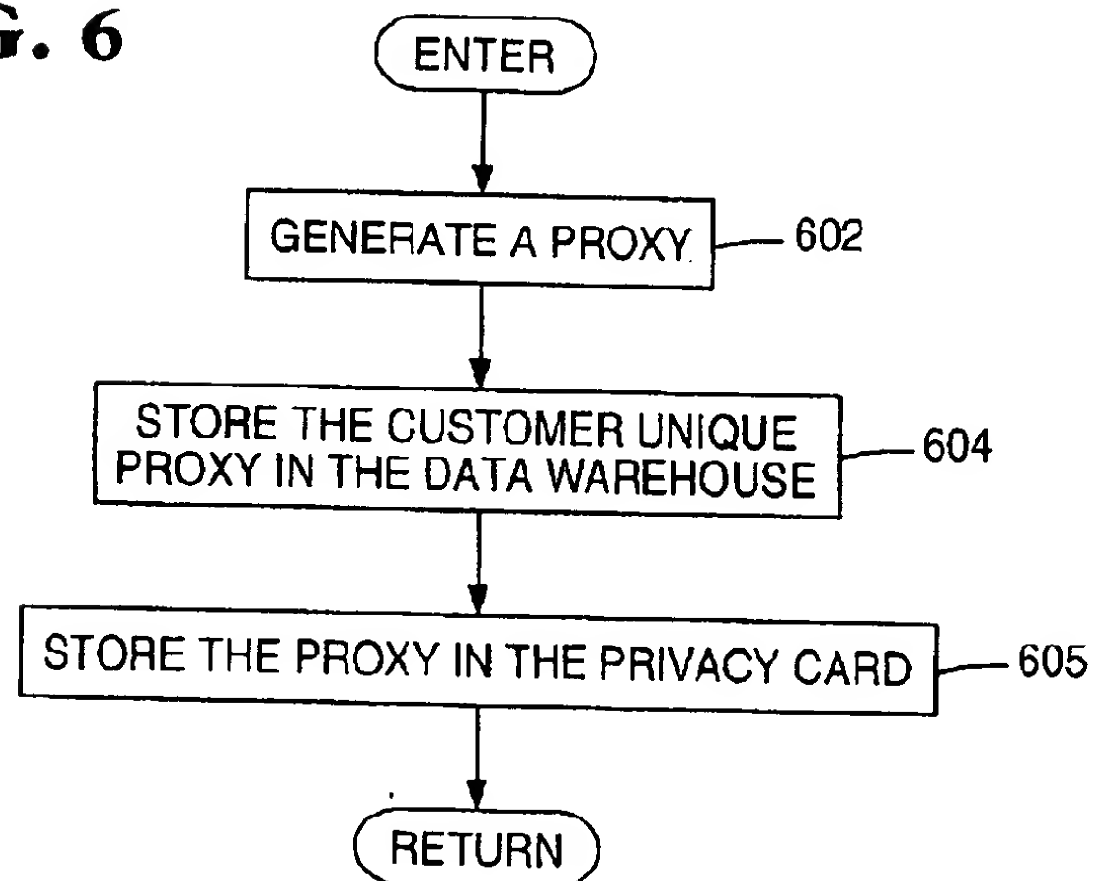 G. 6
ENTER
GENERATE A PROXY
602
STORE THE CUSTOMER UNIQUE
PROXY IN THE DATA WAREHOUSE
604
STORE THE PROXY IN THE PRIVACY CARD
605
RETURN